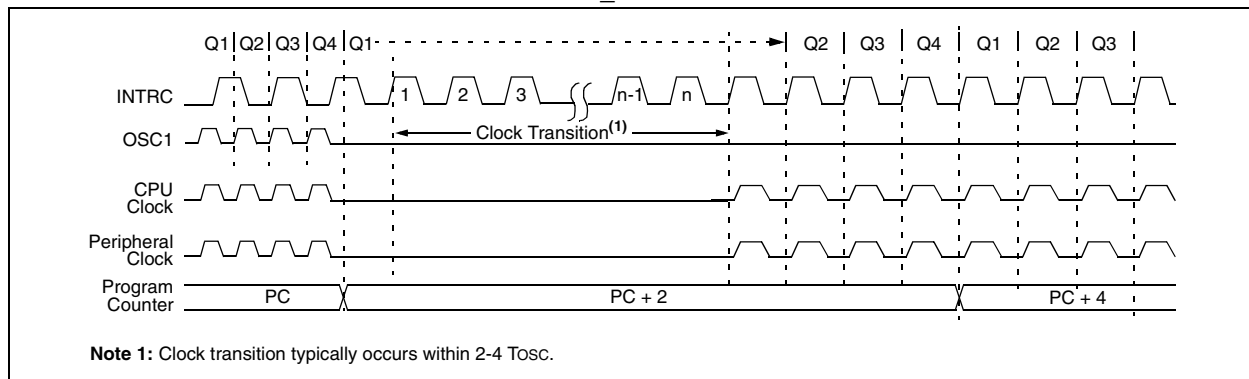 Q1 Q2 Q3 Q4 Q1 Q2 Q3 Q4 Q1 Q2 Q3
INTRC 1 2 3 n-1 n
Clock Transition(1)
OSC1
CPU
Clock
Peripheral
Clock
Program
Counter
PC PC + 2 PC + 4
Note 1: Clock transition typically occurs within 2-4 TOSC.